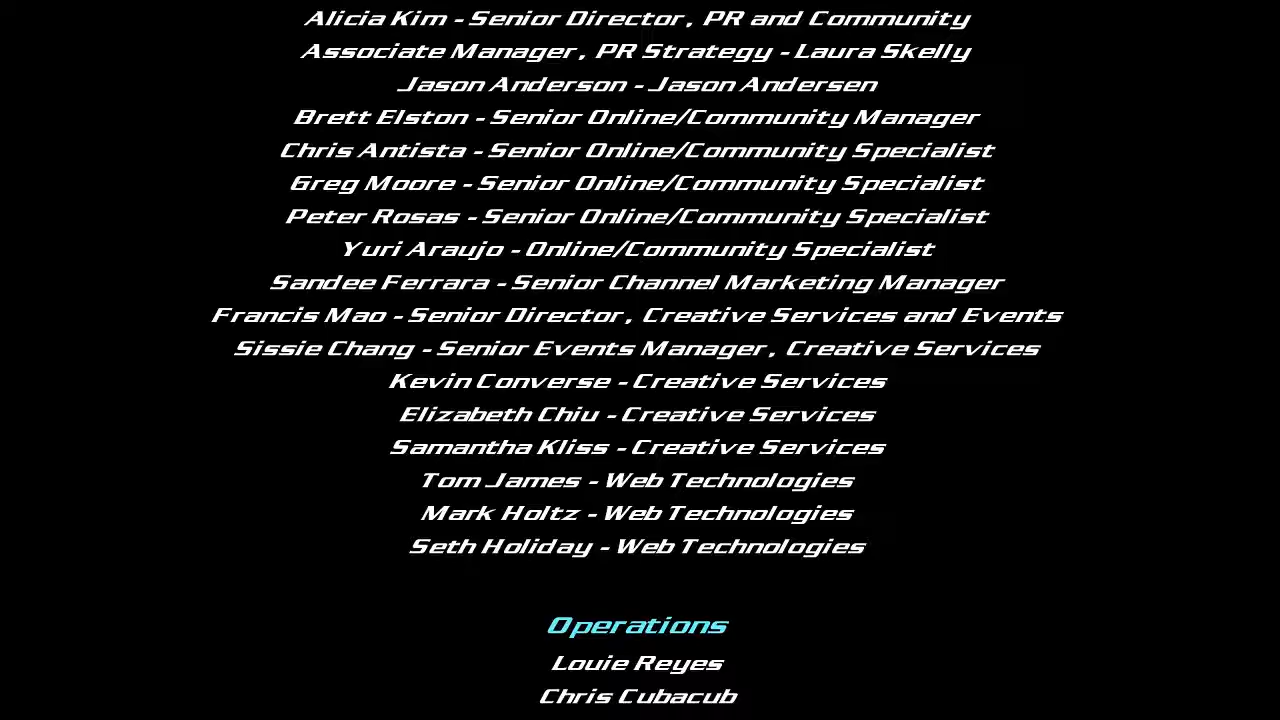 Alicia Kim - Senior Director, PR and Community
Associate Manager, PR Strategy - Laura Skelly
Jason Anderson - Jason Andersen
Brett Elston - Senior Online/Community Manager
Chris Antista - Senior Online/Community Specialist
Greg Moore - Senior Online/Community Specialist
Peter Rosas - Senior Online/Community Specialist
Yuri Araujo - Online/Community Specialist
Sandee Ferrara - Senior Channel Marketing Manager
Francis Mao - Senior Director, Creative Services and Events
Sissie Chang - Senior Events Manager, Creative Services
Kevin Converse - Creative Services
Elizabeth Chiu - Creative Services
Samantha Kliss - Creative Services
Tom James - Web Technologies
Mark Holtz - Web Technologies
Seth Holiday - Web Technologies
Operations
Louie Reyes
Chris Cubacub